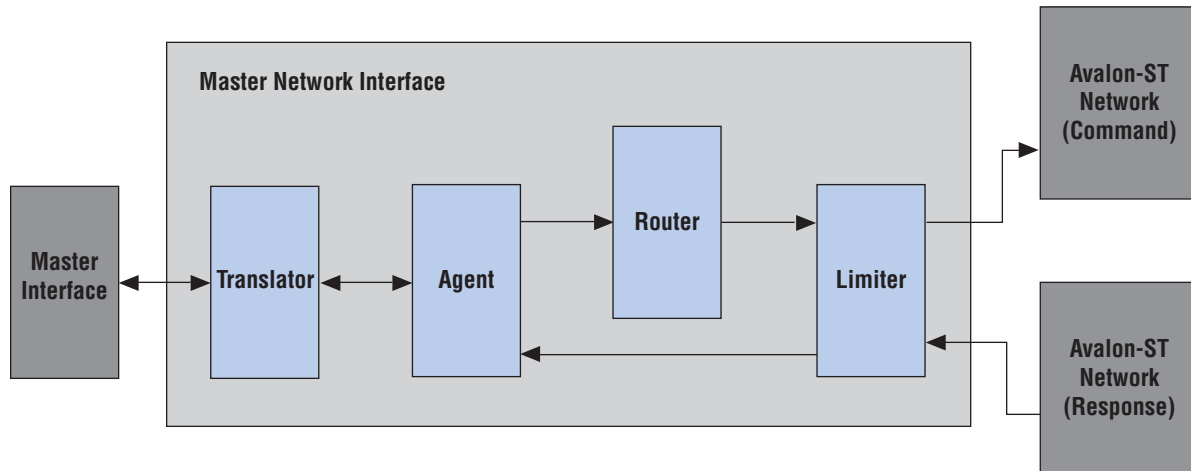 Master Network Interface
Master
Interface
Translator
Agent
Router
Limiter
Avalon-ST
Network
(Command)
Avalon-ST
Network
(Response)